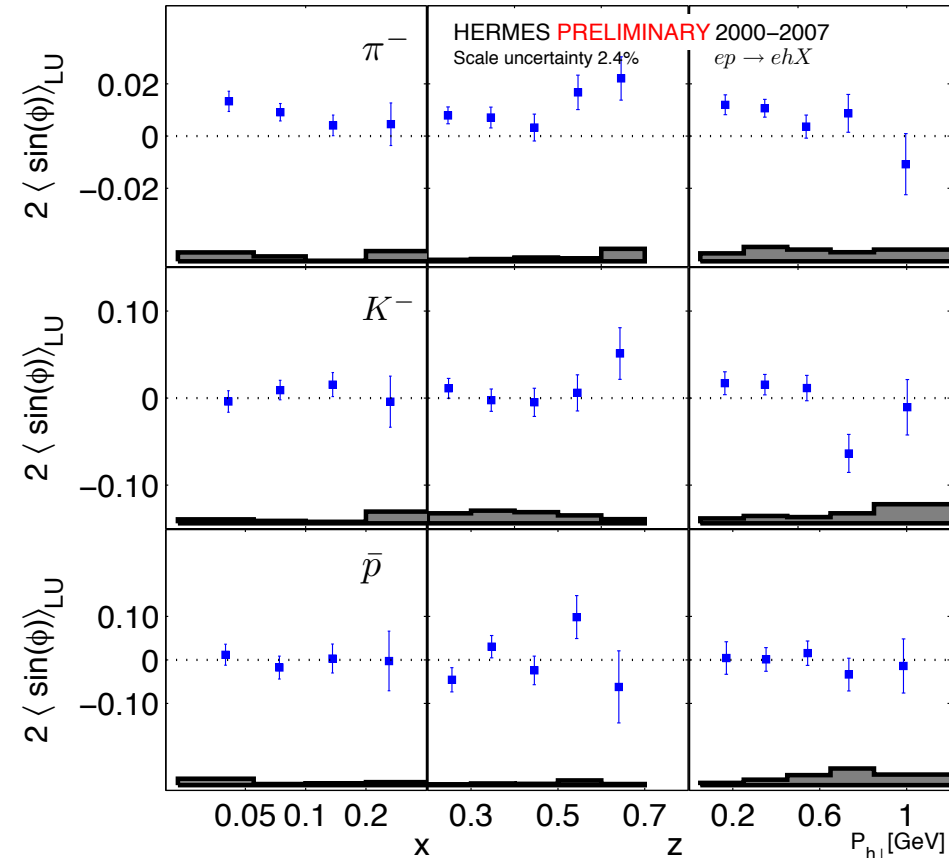 HERMES PRELIMINARY 2000−2007
Scale uncertainty 2.4%
ep → ehX
π−
2 ⟨ sin(ϕ)⟩LU
0.02
0
−0.02
K−
2 ⟨ sin(ϕ)⟩LU
0.10
0
−0.10
p̄
2 ⟨ sin(ϕ)⟩LU
0.10
0
−0.10
0.05 0.1 0.2 0.3 0.5 0.7 0.2 0.6 1
x z Ph⊥[GeV]